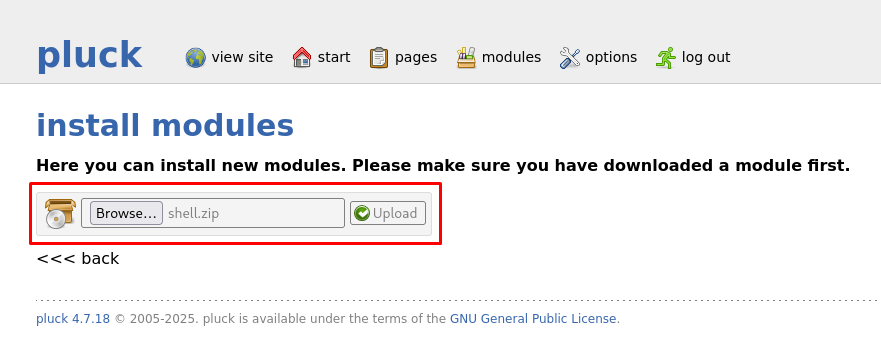 pluck view site start pages modules options log out
install modules
Here you can install new modules. Please make sure you have downloaded a module first.
Browse... shell.zip Upload
<<< back
pluck 4.7.18 © 2005-2025. pluck is available under the terms of the GNU General Public License.